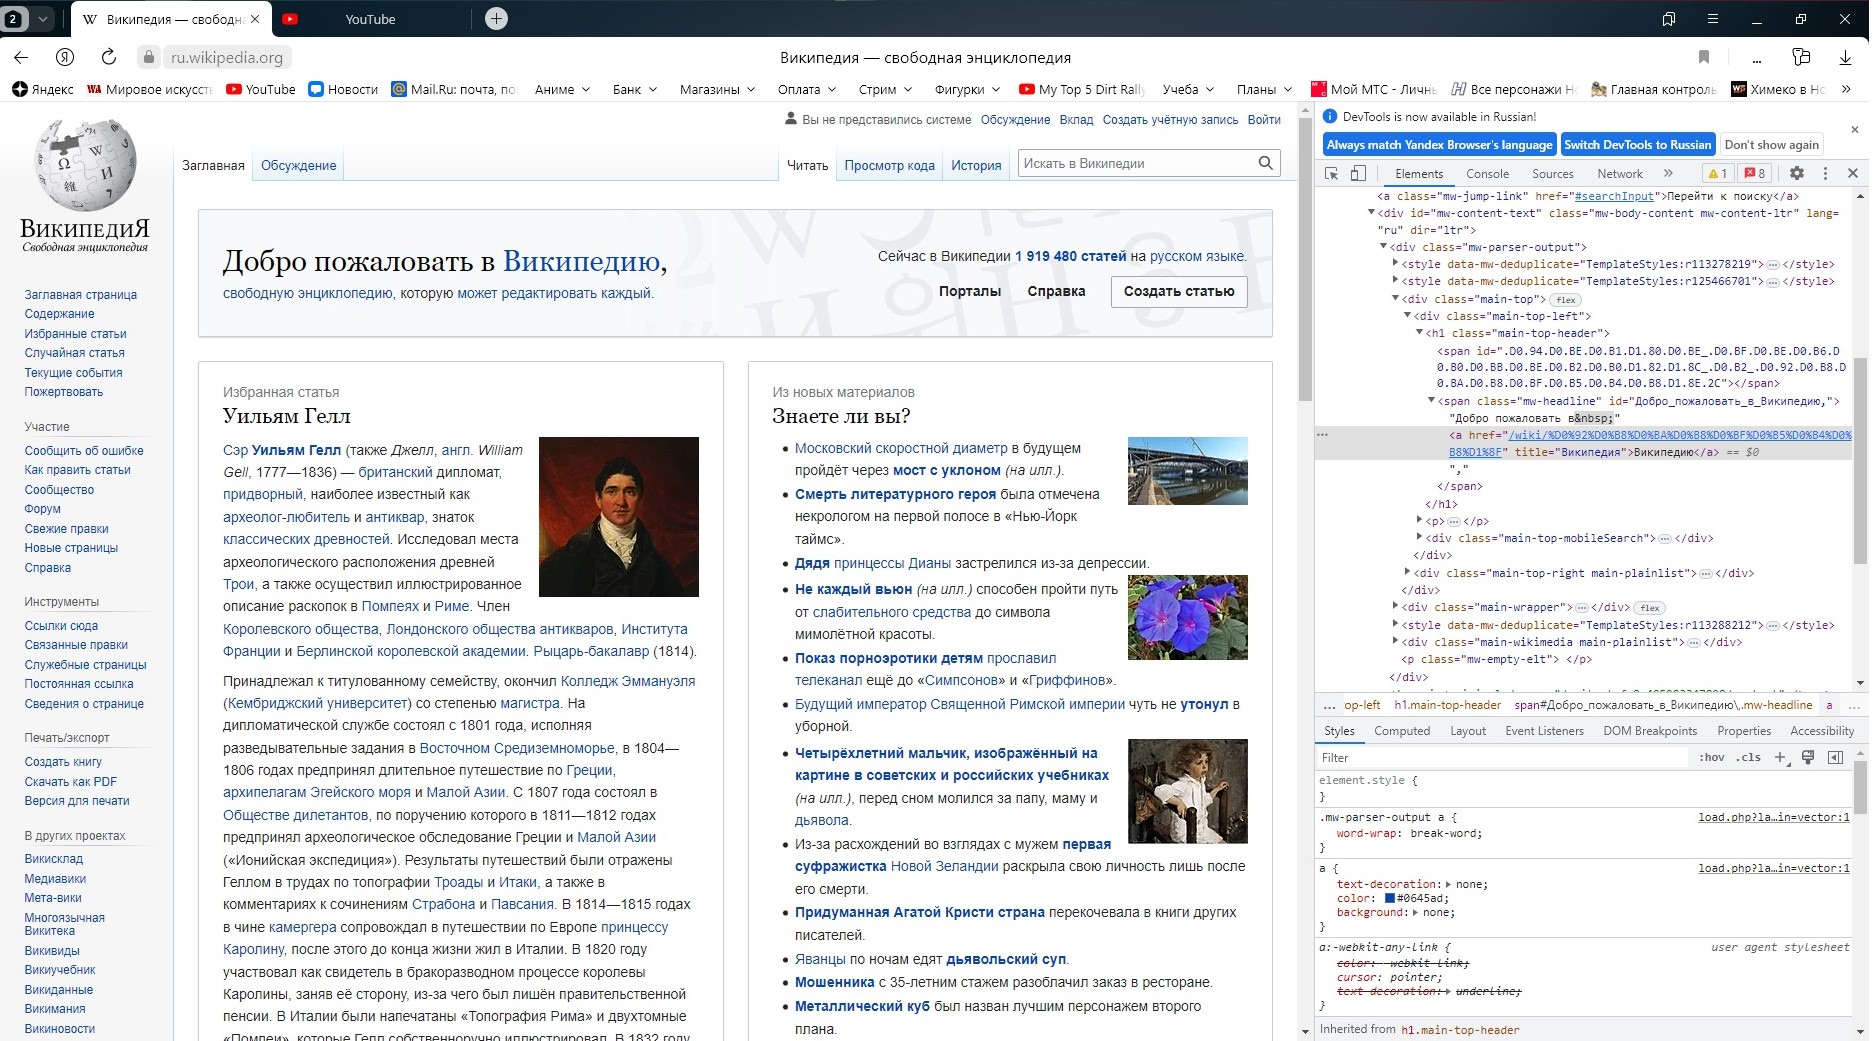 2
Википедия — свободн
YouTube
ru.wikipedia.org
Википедия — свободная энциклопедия
Яндекс
Мировое искусст
YouTube
Новости
Mail.Ru: почта, по
Аниме
Банк
Магазины
Оплата
Стрим
Фигурки
My Top 5 Dirt Rall
Учеба
Планы
Мой МТС - Личн
Все персонажи Н
Главная контроль
Химеко в Но
Википедия
Свободная энциклопедия
Вы не представились системе
Обсуждение
Вклад
Создать учётную запись
Войти
Заглавная
Обсуждение
Читать
Просмотр кода
История
Искать в Википедии
Заглавная страница
Содержание
Избранные статьи
Случайная статья
Текущие события
Пожертвовать
Участие
Сообщить об ошибке
Как править статьи
Сообщество
Форум
Свежие правки
Новые страницы
Справка
Инструменты
Ссылки сюда
Связанные правки
Служебные страницы
Постоянная ссылка
Сведения о странице
Печать/экспорт
Создать книгу
Скачать как PDF
Версия для печати
В других проектах
Викисклад
Медиавики
Мета-вики
Многоязычная
Викитека
Викивиды
Викиучебник
Викиданные
Викимания
Викиновости
Добро пожаловать в Википедию,
свободную энциклопедию, которую может редактировать каждый.
Сейчас в Википедии 1 919 480 статей на русском языке.
Порталы
Справка
Создать статью
Избранная статья
Уильям Гелл
Сэр Уильям Гелл (также Джелл, англ. William
Gell, 1777—1836) — британский дипломат,
придворный, наиболее известный как
археолог-любитель и антиквар, знаток
классических древностей. Исследовал места
археологического расположения древней
Трои, а также осуществил иллюстрированное
описание раскопок в Помпеях и Риме. Член
Королевского общества, Лондонского общества антикваров, Института
Франции и Берлинской королевской академии. Рыцарь-бакалавр (1814).
Принадлежал к титулованному семейству, окончил Колледж Эммануэля
(Кембриджский университет) со степенью магистра. На
дипломатической службе состоял с 1801 года, исполняя
разведывательные задания в Восточном Средиземноморье, в 1804—
1806 годах предпринял длительное путешествие по Греции,
архипелагам Эгейского моря и Малой Азии. С 1807 года состоял в
Обществе дилетантов, по поручению которого в 1811—1812 годах
предпринял археологическое обследование Греции и Малой Азии
(«Ионийская экспедиция»). Результаты путешествий были отражены
Геллом в трудах по топографии Троады и Итаки, а также в
комментариях к сочинениям Страбона и Павсания. В 1814—1815 годах
в чине камергера сопровождал в путешествии по Европе принцессу
Каролину, после этого до конца жизни жил в Италии. В 1820 году
участвовал как свидетель в бракоразводном процессе королевы
Каролины, заняв её сторону, из-за чего был лишён правительственной
пенсии. В Италии были напечатаны «Топография Рима» и двухтомные
«Помпеи», которые Гелл собственноручно иллюстрировал. В 1832 году
Из новых материалов
Знаете ли вы?
Московский скоростной диаметр в будущем
пройдёт через мост с уклоном (на илл.).
Смерть литературного героя была отмечена
некрологом на первой полосе в «Нью-Йорк
таймс».
Дядя принцессы Дианы застрелился из-за депрессии.
Не каждый вьюн (на илл.) способен пройти путь
от слабительного средства до символа
мимолётной красоты.
Показ порноэротики детям прославил
телеканал ещё до «Симпсонов» и «Гриффинов».
Будущий император Священной Римской империи чуть не утонул в
уборной.
Четырёхлетний мальчик, изображённый на
картине в советских и российских учебниках
(на илл.), перед сном молился за папу, маму и
дьявола.
Из-за расхождений во взглядах с мужем первая
суфражистка Новой Зеландии раскрыла свою личность лишь после
его смерти.
Придуманная Агатой Кристи страна перекочевала в книги других
писателей.
Яванцы по ночам едят дьявольский суп.
Мошенника с 35-летним стажем разоблачил заказ в ресторане.
Металлический куб был назван лучшим персонажем второго
плана.
DevTools is now available in Russian!
Always match Yandex Browser's language
Switch DevTools to Russian
Don't show again
Elements
Console
Sources
Network
1
8
<a class="mw-jump-link" href="#searchInput">Перейти к поиску</a>
<div id="mw-content-text" class="mw-body-content mw-content-ltr" lang=
"ru" dir="ltr">
<div class="mw-parser-output">
<style data-mw-deduplicate="TemplateStyles:r113278219">…</style>
<style data-mw-deduplicate="TemplateStyles:r125466701">…</style>
<div class="main-top"> flex
<div class="main-top-left">
<h1 class="main-top-header">
<span id=".D0.94.D0.BE.D0.B1.D1.80.D0.BE_.D0.BF.D0.BE.D0.B6.D
0.B0.D0.BB.D0.BE.D0.B2.D0.B0.D1.82.D1.8C_.D0.B2_.D0.92.D0.B8.D
0.BA.D0.B8.D0.BF.D0.B5.D0.B4.D0.B8.D1.8E.2C"></span>
<span class="mw-headline" id="Добро_пожаловать_в_Википедию,">
"Добро пожаловать в&nbsp;"
<a href="/wiki/%D0%92%D0%B8%D0%BA%D0%B8%D0%BF%D0%B5%D0%B4%D0%
B8%D1%8F" title="Википедия">Википедию</a> == $0
","
</span>
</h1>
<p>…</p>
<div class="main-top-mobileSearch">…</div>
</div>
<div class="main-top-right main-plainlist">…</div>
</div>
<div class="main-wrapper">…</div> flex
<style data-mw-deduplicate="TemplateStyles:r113288212">…</style>
<div class="main-wikimedia main-plainlist">…</div>
<p class="mw-empty-elt"> </p>
</div>
… op-left
h1.main-top-header
span#Добро_пожаловать_в_Википедию\,.mw-headline
a
…
Styles
Computed
Layout
Event Listeners
DOM Breakpoints
Properties
Accessibility
Filter
:hov
.cls
element.style {
}
.mw-parser-output a {
load.php?la…in=vector:1
word-wrap: break-word;
}
a {
load.php?la…in=vector:1
text-decoration: none;
color: #0645ad;
background: none;
}
a:-webkit-any-link {
user agent stylesheet
color: -webkit-link;
cursor: pointer;
text-decoration: underline;
}
Inherited from h1.main-top-header